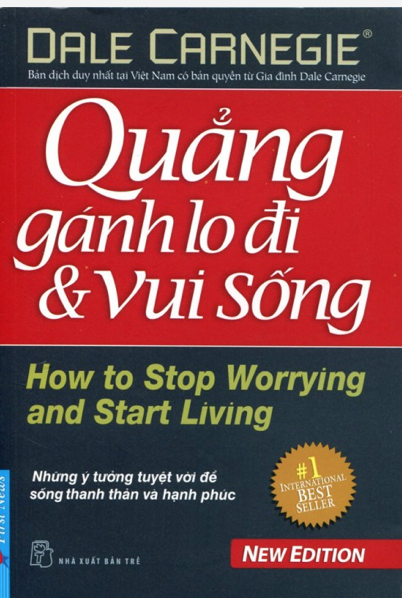 DALE CARNEGIE®
Bản dịch duy nhất tại Việt Nam có bản quyền từ Gia đình Dale Carnegie
Quẳng
gánh lo đi
& vui sống
How to Stop Worrying
and Start Living
Những ý tưởng tuyệt vời để
sống thanh thản và hạnh phúc
#1
INTERNATIONAL
BEST
SELLER
First News
NHÀ XUẤT BẢN TRẺ
NEW EDITION